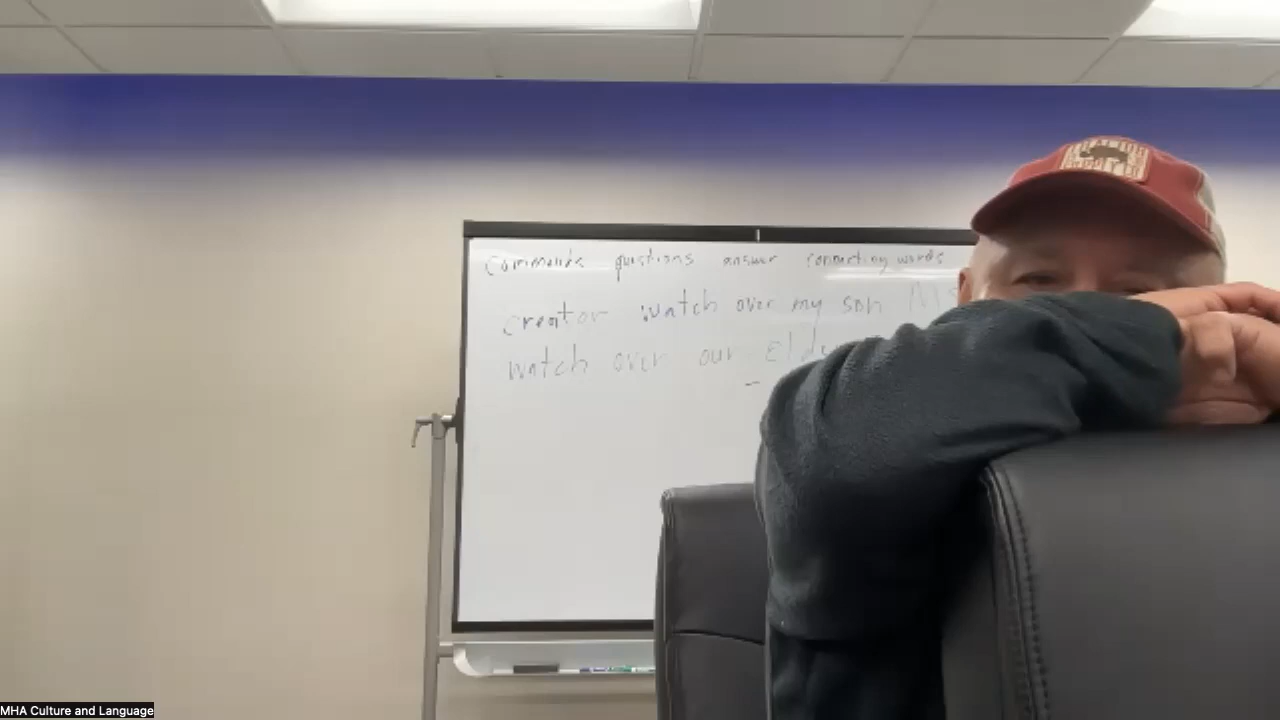 Commands questions answer connecting words
creator watch over my son
watch over our
MHA Culture and Language